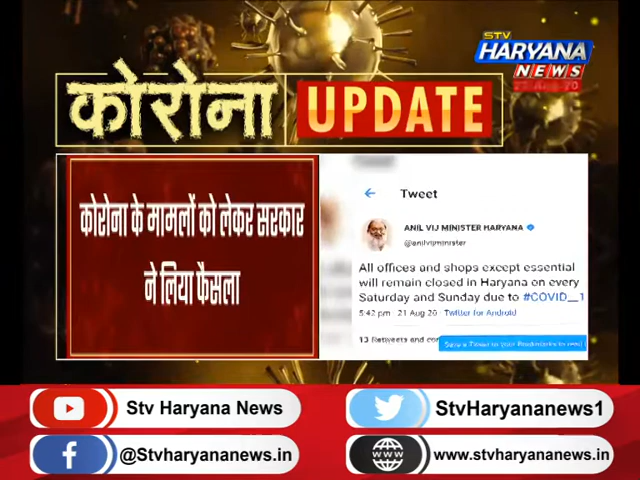 STV
HARYANA
NEWS
कोरोना UPDATE
कोरोना के मामलों को लेकर सरकार
ने लिया फैसला
Tweet
ANIL VIJ MINISTER HARYANA
@anilvijminister
All offices and shops except essential
will remain closed in Haryana on every
Saturday and Sunday due to #COVID__1
5:42 pm · 21 Aug 20 · Twitter for Android
13 Retweets and
Stv Haryana News
StvHaryananews1
@Stvharyananews.in
www.stvharyananews.in